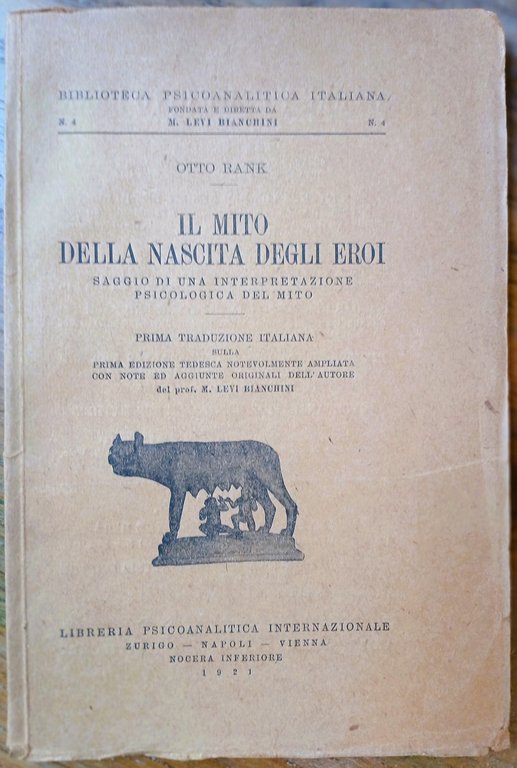 BIBLIOTECA PSICOANALITICA ITALIANA
FONDATA E DIRETTA DA
N. 4 M. LEVI BIANCHINI N. 4
OTTO RANK
IL MITO
DELLA NASCITA DEGLI EROI
SAGGIO DI UNA INTERPRETAZIONE
PSICOLOGICA DEL MITO
PRIMA TRADUZIONE ITALIANA
SULLA
PRIMA EDIZIONE TEDESCA NOTEVOLMENTE AMPLIATA
CON NOTE ED AGGIUNTE ORIGINALI DELL'AUTORE
del prof. M. LEVI BIANCHINI
LIBRERIA PSICOANALITICA INTERNAZIONALE
ZURIGO — NAPOLI — VIENNA
NOCERA INFERIORE
1921